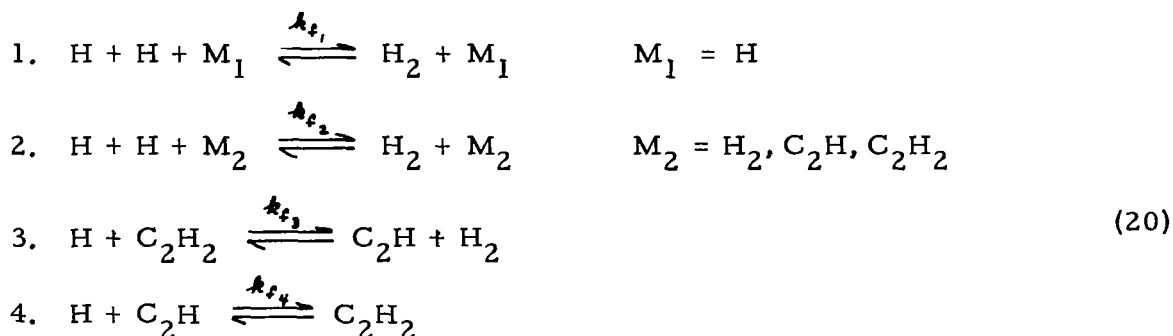 1. H + H + M₁ ⇌ (k_f₁) H₂ + M₁ M₁ = H
2. H + H + M₂ ⇌ (k_f₂) H₂ + M₂ M₂ = H₂, C₂H, C₂H₂
3. H + C₂H₂ ⇌ (k_f₃) C₂H + H₂
(20)
4. H + C₂H ⇌ (k_f₄) C₂H₂